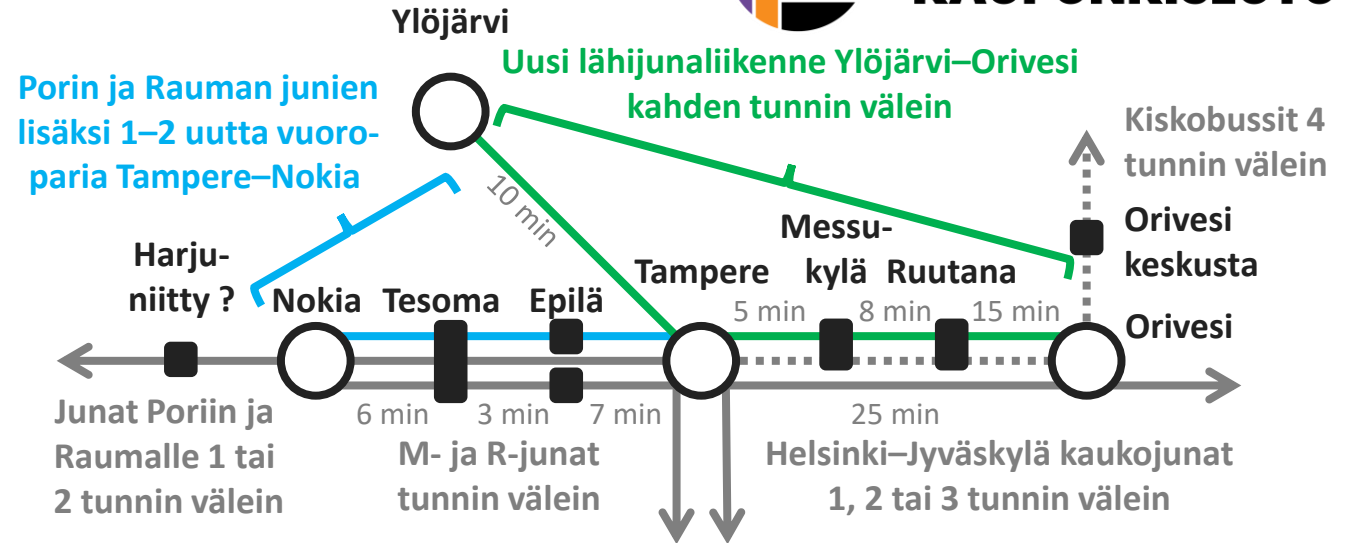 Ylöjärvi
Porin ja Rauman junien
lisäksi 1–2 uutta vuoro-
paria Tampere–Nokia
Uusi lähijunaliikenne Ylöjärvi–Orivesi
kahden tunnin välein
Kiskobussit 4
tunnin välein
10 min
Harju-
niitty ?
Nokia
Tesoma
Epilä
Tampere
Messu-
kylä
Ruutana
Orivesi
keskusta
5 min
8 min
15 min
Orivesi
6 min
3 min
7 min
25 min
Junat Poriin ja
Raumalle 1 tai
2 tunnin välein
M- ja R-junat
tunnin välein
Helsinki–Jyväskylä kaukojunat
1, 2 tai 3 tunnin välein